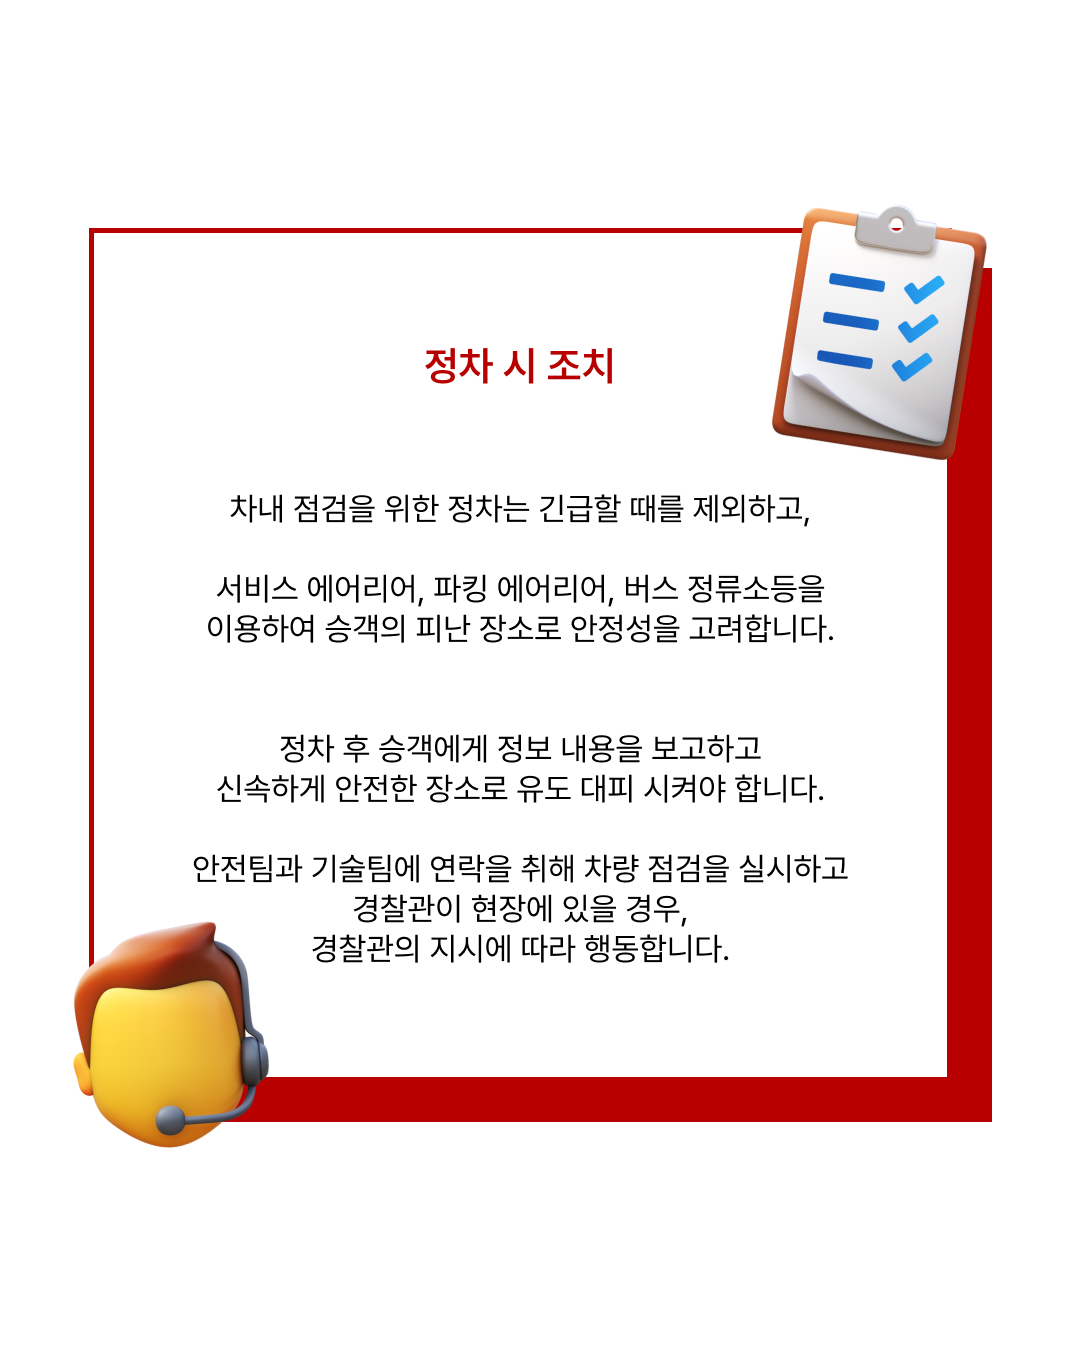 정차 시 조치
차내 점검을 위한 정차는 긴급할 때를 제외하고,
서비스 에어리어, 파킹 에어리어, 버스 정류소등을
이용하여 승객의 피난 장소로 안정성을 고려합니다.
정차 후 승객에게 정보 내용을 보고하고
신속하게 안전한 장소로 유도 대피 시켜야 합니다.
안전팀과 기술팀에 연락을 취해 차량 점검을 실시하고
경찰관이 현장에 있을 경우,
경찰관의 지시에 따라 행동합니다.